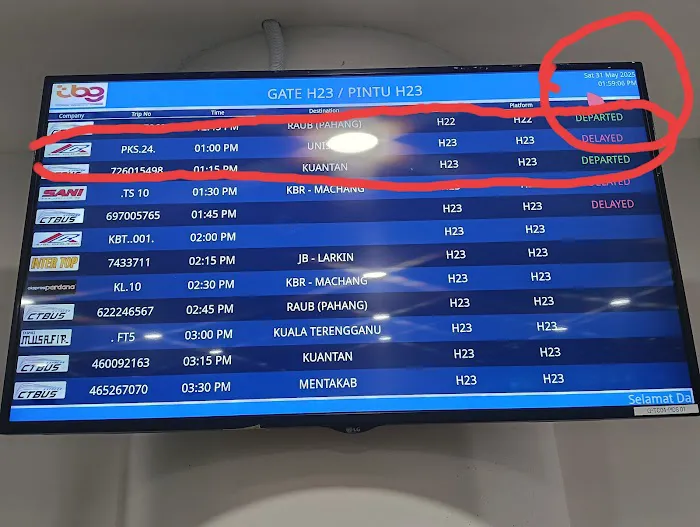 tbg
GATE H23 / PINTU H23
Sat 31 May 2025
01:59:06 PM
Company Trip No Time Destination Platform
RAUB (PAHANG) H22 H22 DEPARTED
PKS.24. 01:00 PM H23 H23 DELAYED
726015498 01:15 PM KUANTAN H23 H23 DEPARTED
SANI .TS 10 01:30 PM KBR - MACHANG H23 H23 DELAYED
CTBUS 697005765 01:45 PM H23 H23 DELAYED
KBT..001. 02:00 PM H23 H23
INTER TOP 7433711 02:15 PM JB - LARKIN H23 H23
ekspres perdana KL.10 02:30 PM KBR - MACHANG H23 H23
CTBUS 622246567 02:45 PM RAUB (PAHANG) H23 H23
MUSAFIR . FT5 03:00 PM KUALA TERENGGANU H23 H23
CTBUS 460092163 03:15 PM KUANTAN H23 H23
CTBUS 465267070 03:30 PM MENTAKAB H23 H23
Selamat Da
LG